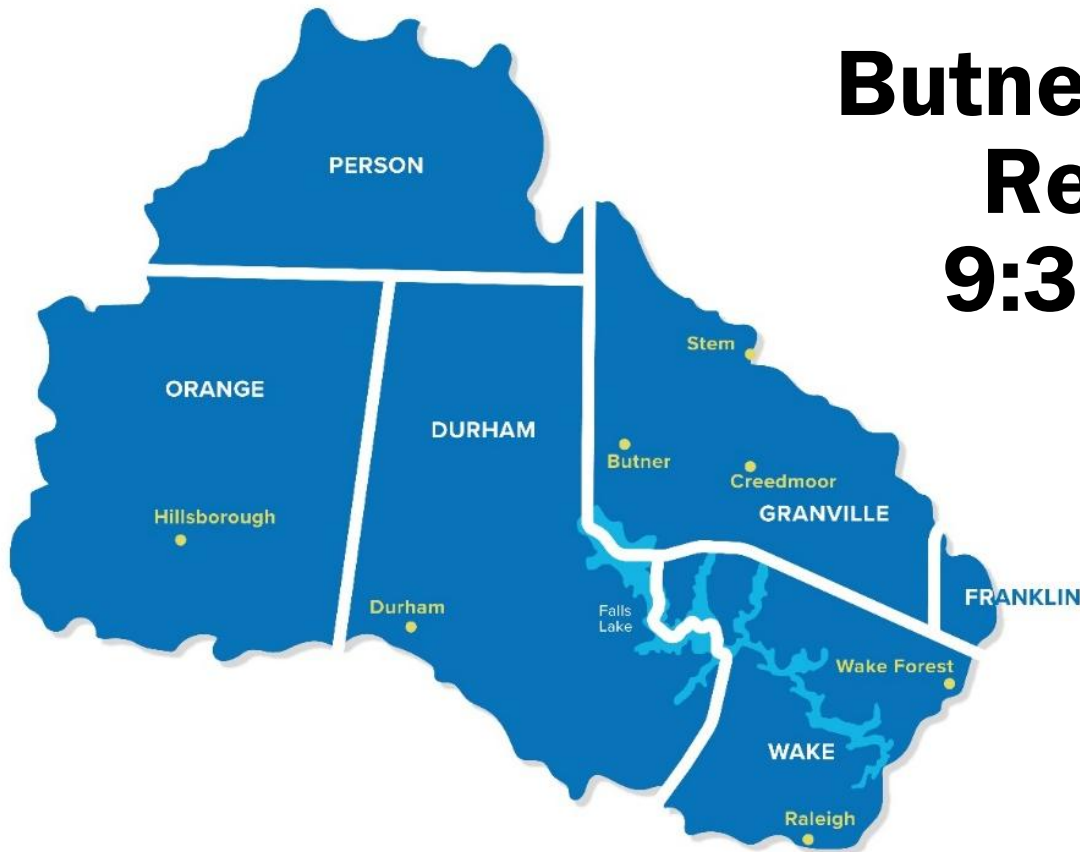 Butne
Re
9:3
PERSON
Stem
ORANGE
DURHAM
Butner
Creedmoor
GRANVILLE
Hillsborough
FRANKLIN
Durham
Falls
Lake
Wake Forest
WAKE
Raleigh